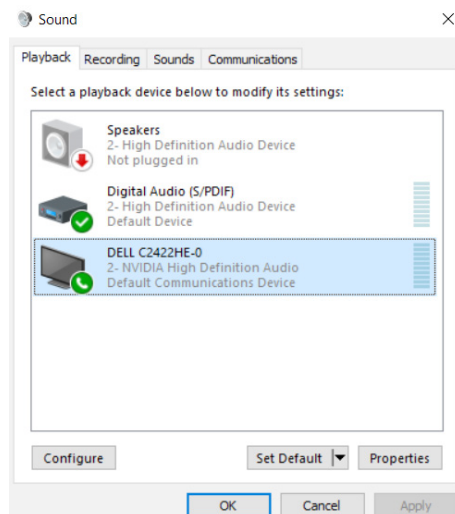 Sound
Playback Recording Sounds Communications
Select a playback device below to modify its settings:
Speakers
2- High Definition Audio Device
Not plugged in
Digital Audio (S/PDIF)
2- High Definition Audio Device
Default Device
DELL C2422HE-0
2- NVIDIA High Definition Audio
Default Communications Device
Configure Set Default Properties
OK Cancel Apply